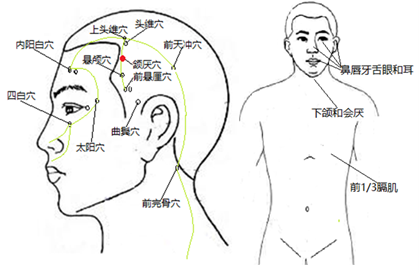 上头维穴
头维穴
内阳白穴
悬颅穴
颔厌穴
前天冲穴
前悬厘穴
四白穴
太阳穴
曲鬓穴
前完骨穴
鼻唇牙舌眼和耳
下颌和会厌
前1/3膈肌